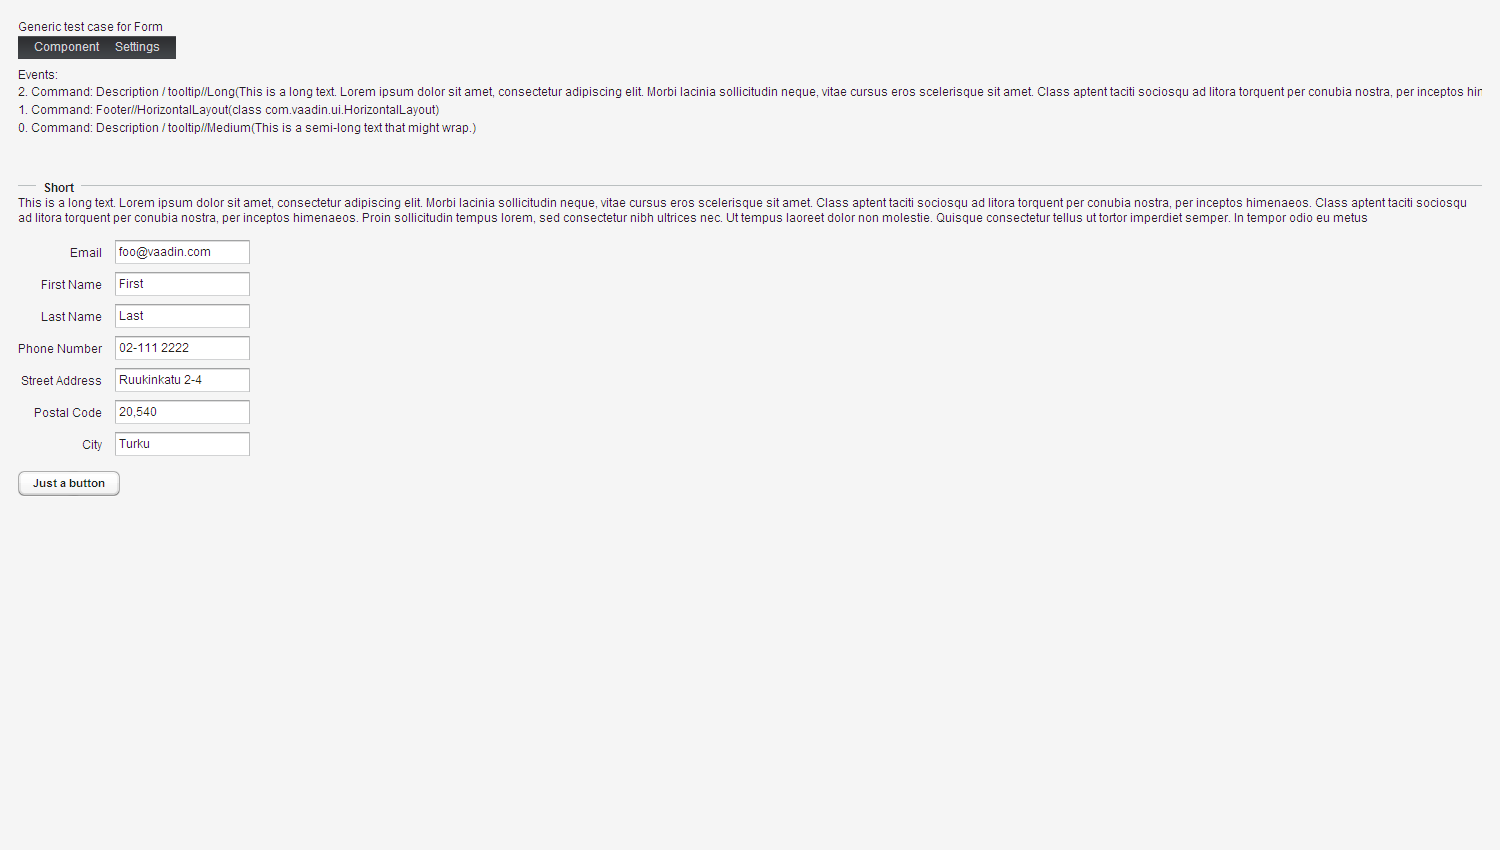 Generic test case for Form
Component Settings
Events:
2. Command: Description / tooltip//Long(This is a long text. Lorem ipsum dolor sit amet, consectetur adipiscing elit. Morbi lacinia sollicitudin neque, vitae cursus eros scelerisque sit amet. Class aptent taciti sociosqu ad litora torquent per conubia nostra, per inceptos hir
1. Command: Footer//HorizontalLayout(class com.vaadin.ui.HorizontalLayout)
0. Command: Description / tooltip//Medium(This is a semi-long text that might wrap.)
Short
This is a long text. Lorem ipsum dolor sit amet, consectetur adipiscing elit. Morbi lacinia sollicitudin neque, vitae cursus eros scelerisque sit amet. Class aptent taciti sociosqu ad litora torquent per conubia nostra, per inceptos himenaeos. Class aptent taciti sociosqu
ad litora torquent per conubia nostra, per inceptos himenaeos. Proin sollicitudin tempus lorem, sed consectetur nibh ultrices nec. Ut tempus laoreet dolor non molestie. Quisque consectetur tellus ut tortor imperdiet semper. In tempor odio eu metus
Email foo@vaadin.com
First Name First
Last Name Last
Phone Number 02-111 2222
Street Address Ruukinkatu 2-4
Postal Code 20,540
City Turku
Just a button